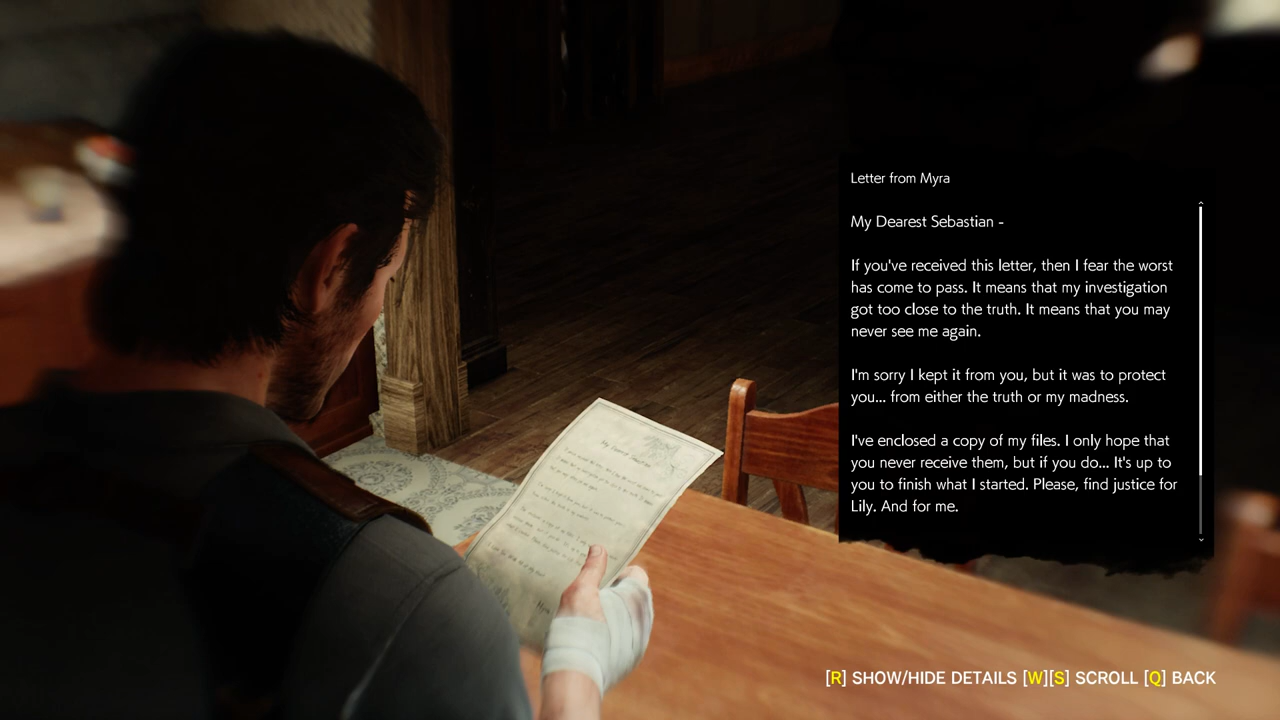 Letter from Myra
My Dearest Sebastian -
If you've received this letter, then I fear the worst
has come to pass. It means that my investigation
got too close to the truth. It means that you may
never see me again.
I'm sorry I kept it from you, but it was to protect
you... from either the truth or my madness.
I've enclosed a copy of my files. I only hope that
you never receive them, but if you do... It's up to
you to finish what I started. Please, find justice for
Lily. And for me.
My Dearest Sebastian
[R] SHOW/HIDE DETAILS [W][S] SCROLL [Q] BACK